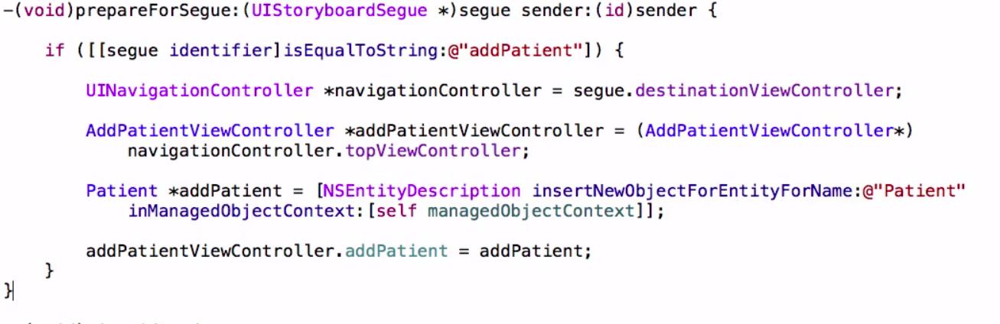 -(void)prepareForSegue:(UIStoryboardSegue *)segue sender:(id)sender {
if ([[segue identifier]isEqualToString:@"addPatient"]) {
UINavigationController *navigationController = segue.destinationViewController;
AddPatientViewController *addPatientViewController = (AddPatientViewController*)
navigationController.topViewController;
Patient *addPatient = [NSEntityDescription insertNewObjectForEntityForName:@"Patient"
inManagedObjectContext:[self managedObjectContext]];
addPatientViewController.addPatient = addPatient;
}
}